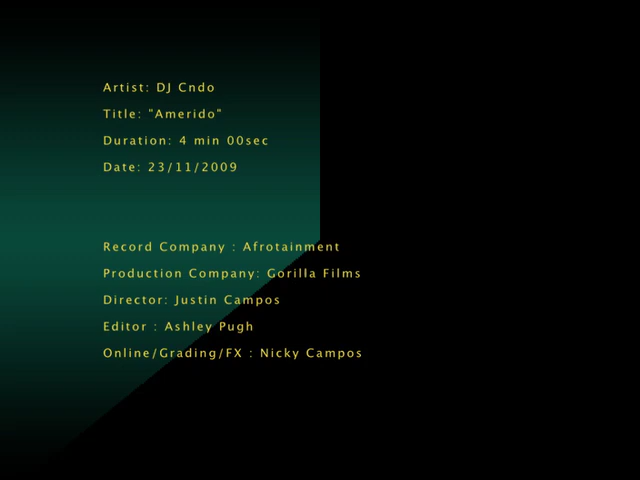 Artist: DJ Cndo
Title: "Amerido"
Duration: 4 min 00sec
Date: 23/11/2009
Record Company : Afrotainment
Production Company: Gorilla Films
Director: Justin Campos
Editor : Ashley Pugh
Online/Grading/FX : Nicky Campos